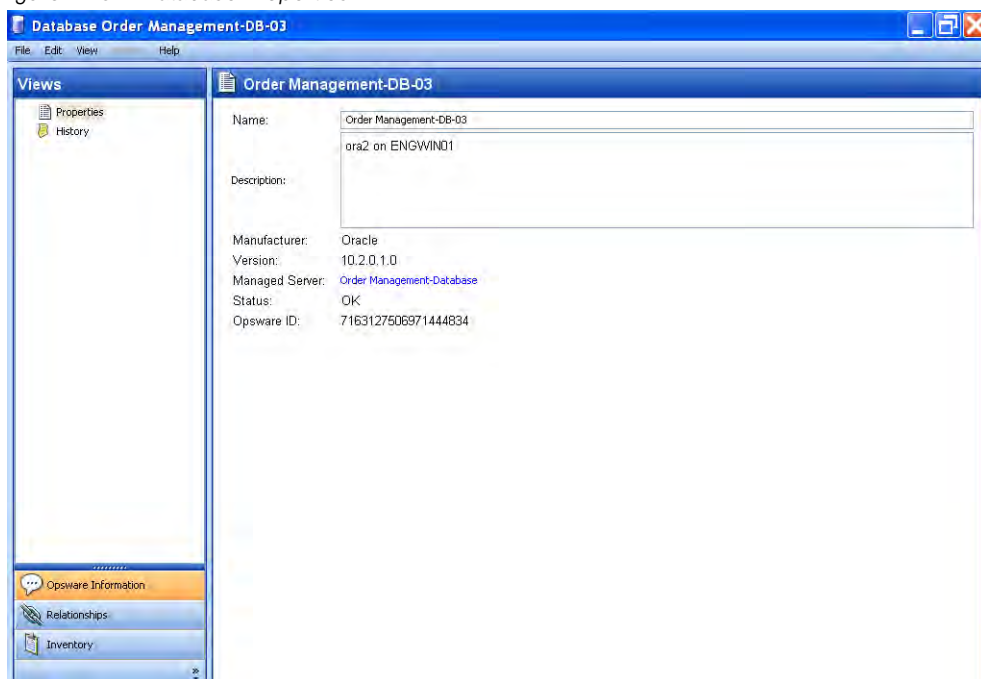 Database Order Management-DB-03
File Edit View Help
Views
Properties
History
Order Management-DB-03
Name: Order Management-DB-03
Description: ora2 on ENGWIN01
Manufacturer: Oracle
Version: 10.2.0.1.0
Managed Server: Order Management-Database
Status: OK
Opsware ID: 7163127506971444834
Opsware Information
Relationships
Inventory
»